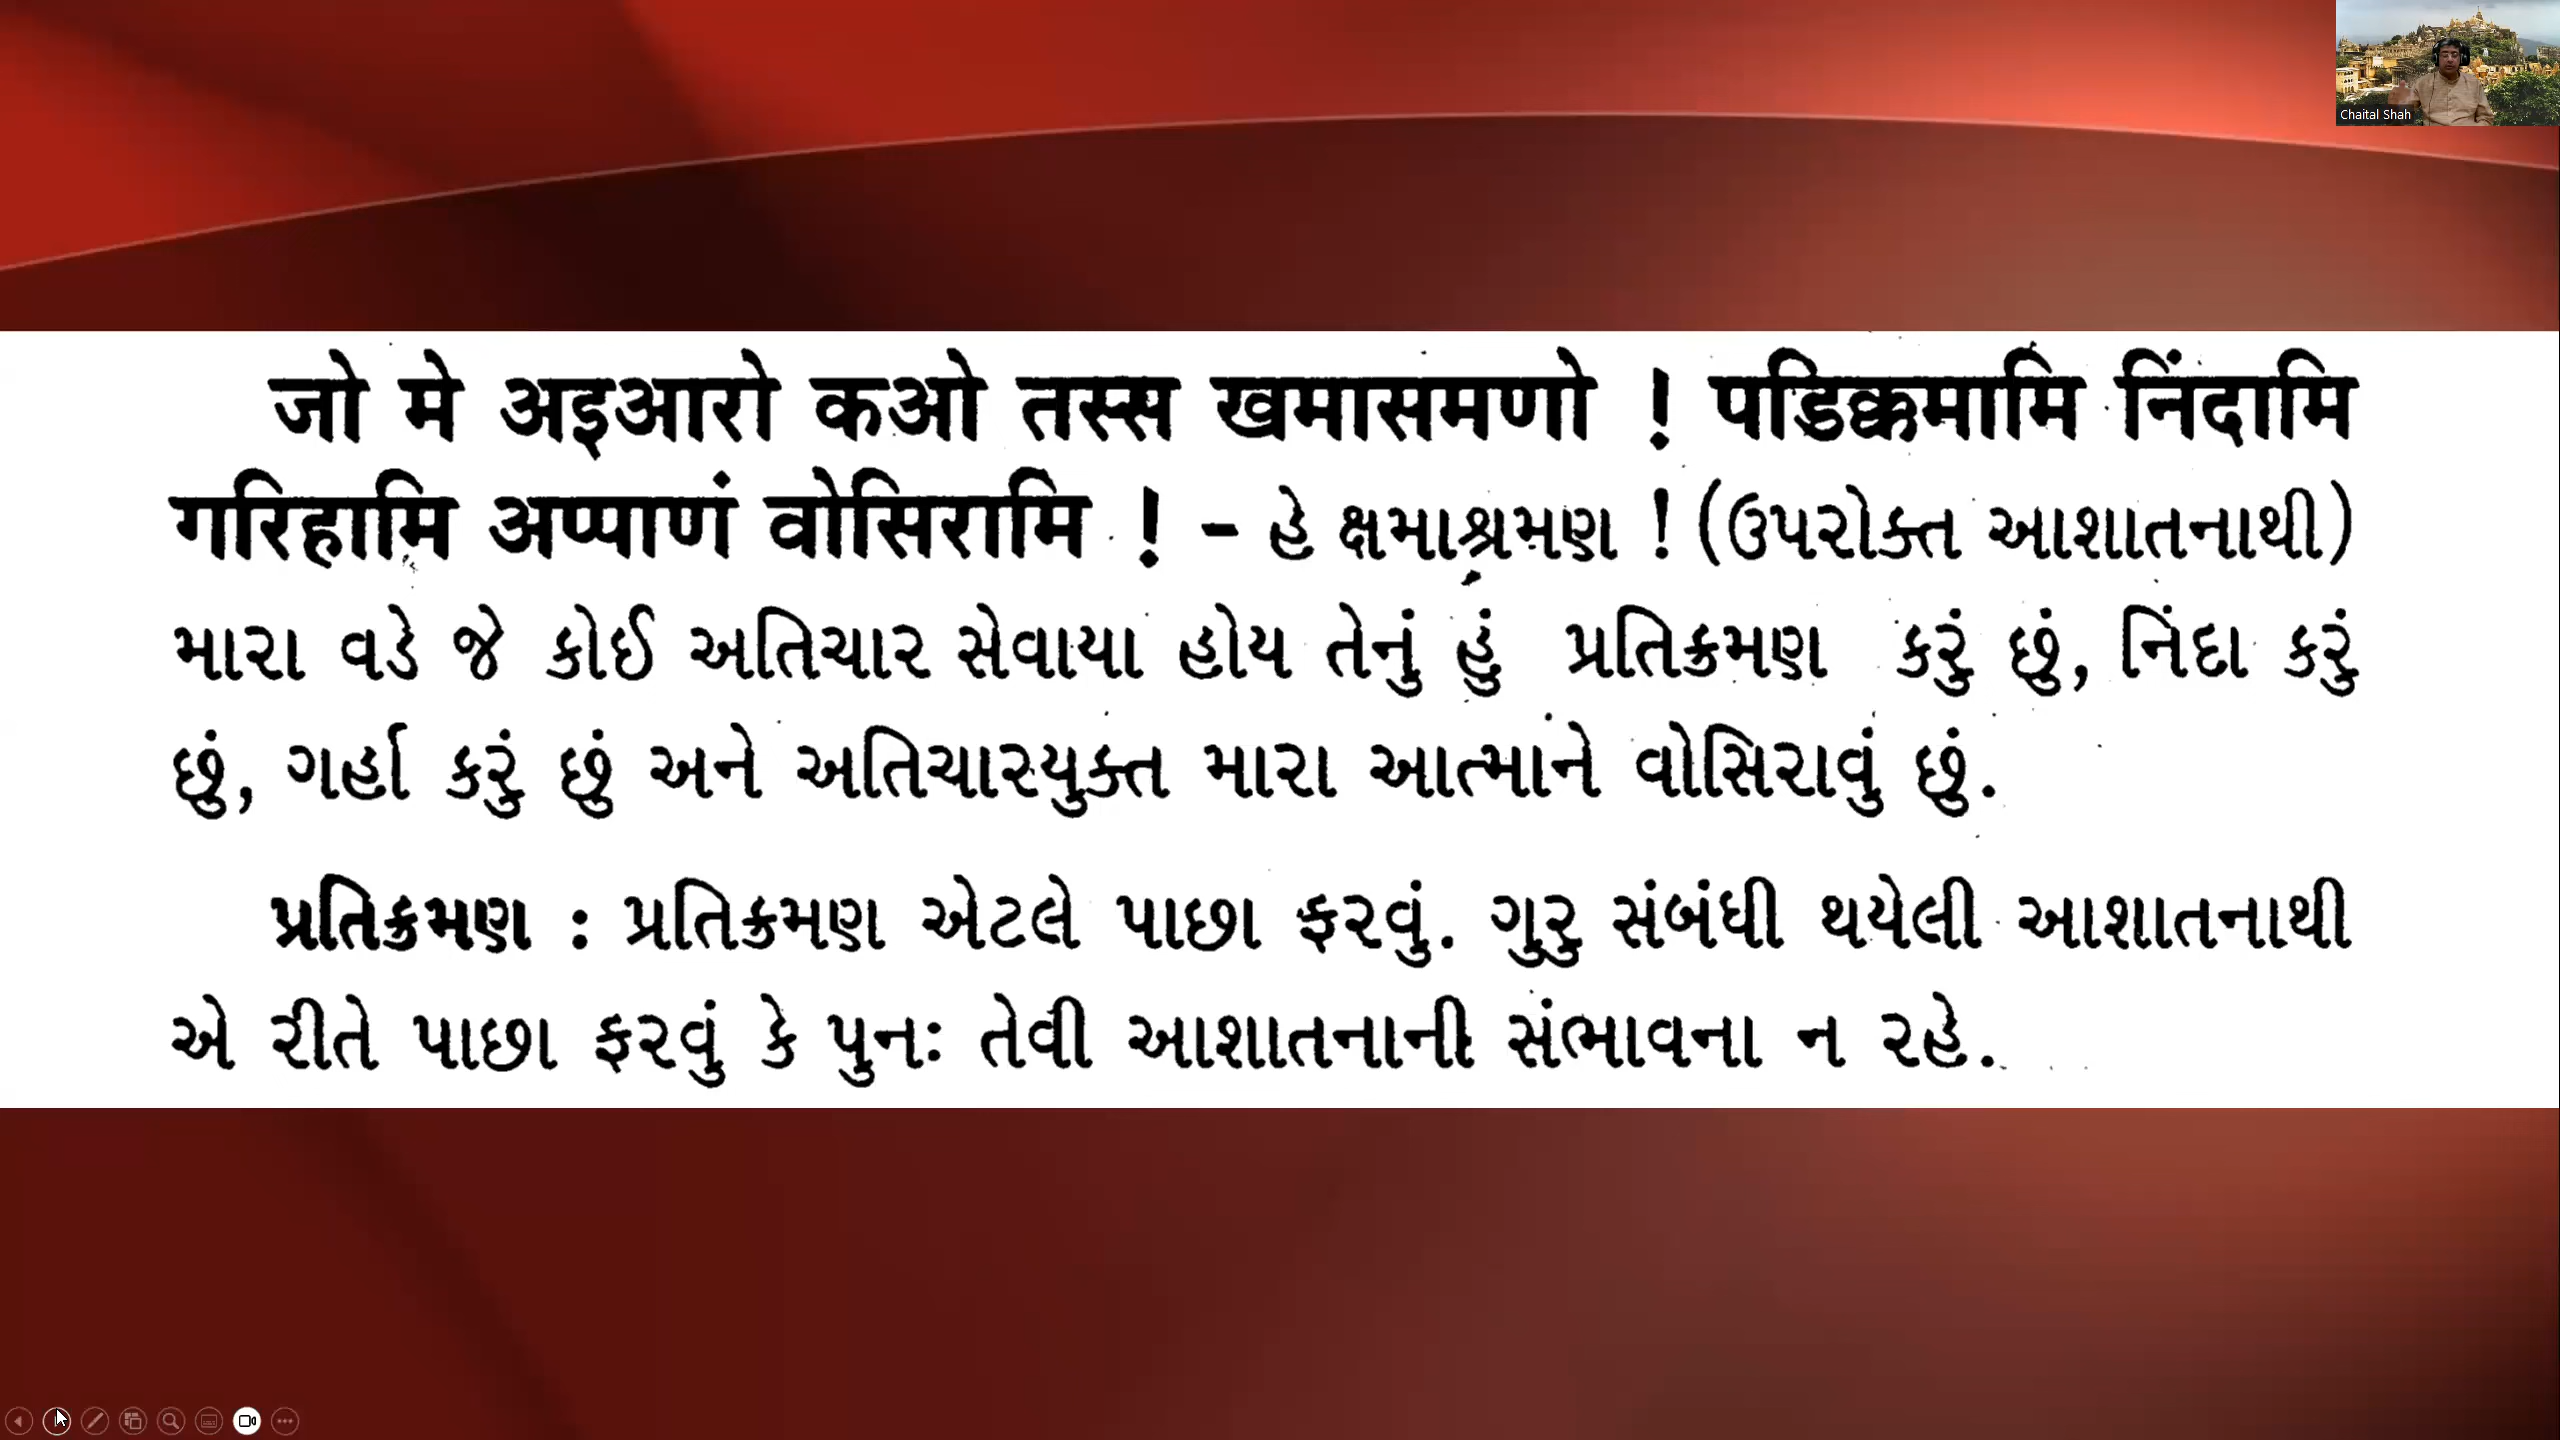 Chaital Shah
जो मे अइआरो कओ तस्स खमासमणो ! पडिक्कमामि निंदामि
गरिहामि अप्पाणं वोसिरामि ! - હે ક્ષમાશ્રમણ ! (ઉપરોક્ત આશાતનાથી)
મારા વડે જે કોઈ અતિચાર સેવાયા હોય તેનું હું પ્રતિક્રમણ કરું છું, નિંદા કરું
છું, ગર્હા કરું છું અને અતિચારયુક્ત મારા આત્માને વોસિરાવું છું.
પ્રતિક્રમણ : પ્રતિક્રમણ એટલે પાછા ફરવું. ગુરુ સંબંધી થયેલી આશાતનાથી
એ રીતે પાછા ફરવું કે પુનઃ તેવી આશાતનાની સંભાવના ન રહે.